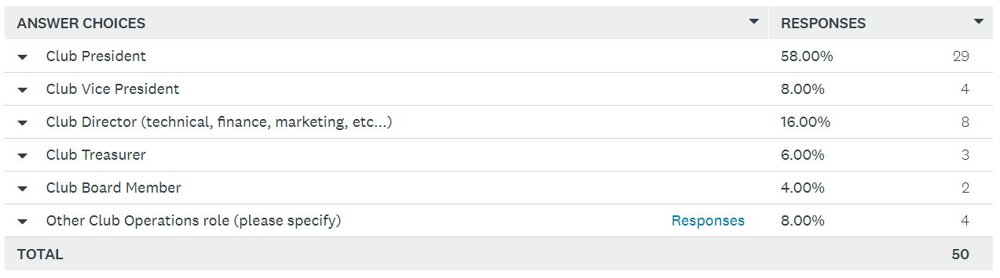 ANSWER CHOICES RESPONSES
Club President 58.00% 29
Club Vice President 8.00% 4
Club Director (technical, finance, marketing, etc...) 16.00% 8
Club Treasurer 6.00% 3
Club Board Member 4.00% 2
Other Club Operations role (please specify) Responses 8.00% 4
TOTAL 50